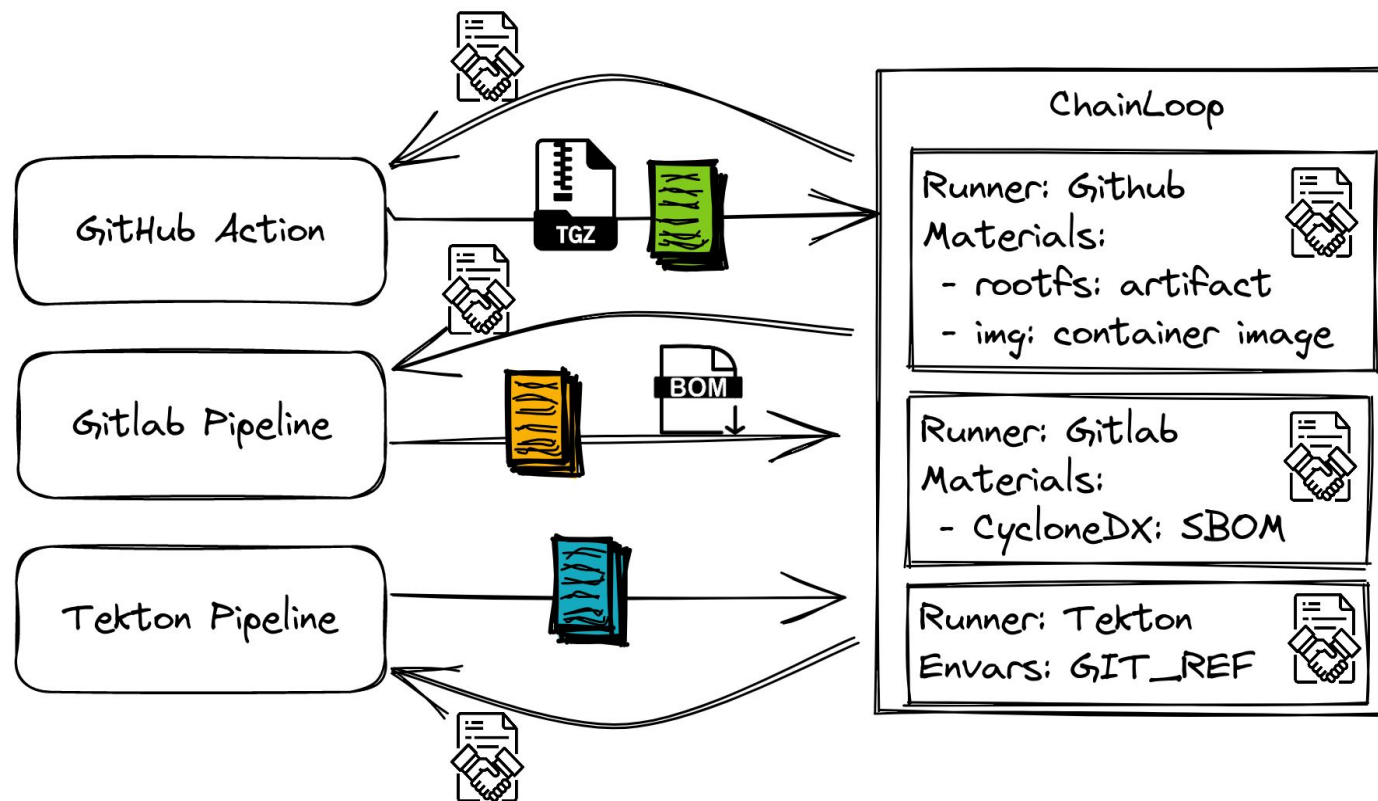 ChainLoop
GitHub Action
TGZ
Runner: Github
Materials:
- rootfs: artifact
- img: container image
Gitlab Pipeline
BOM
Runner: Gitlab
Materials:
- CycloneDX: SBOM
Tekton Pipeline
Runner: Tekton
Envars: GIT_REF